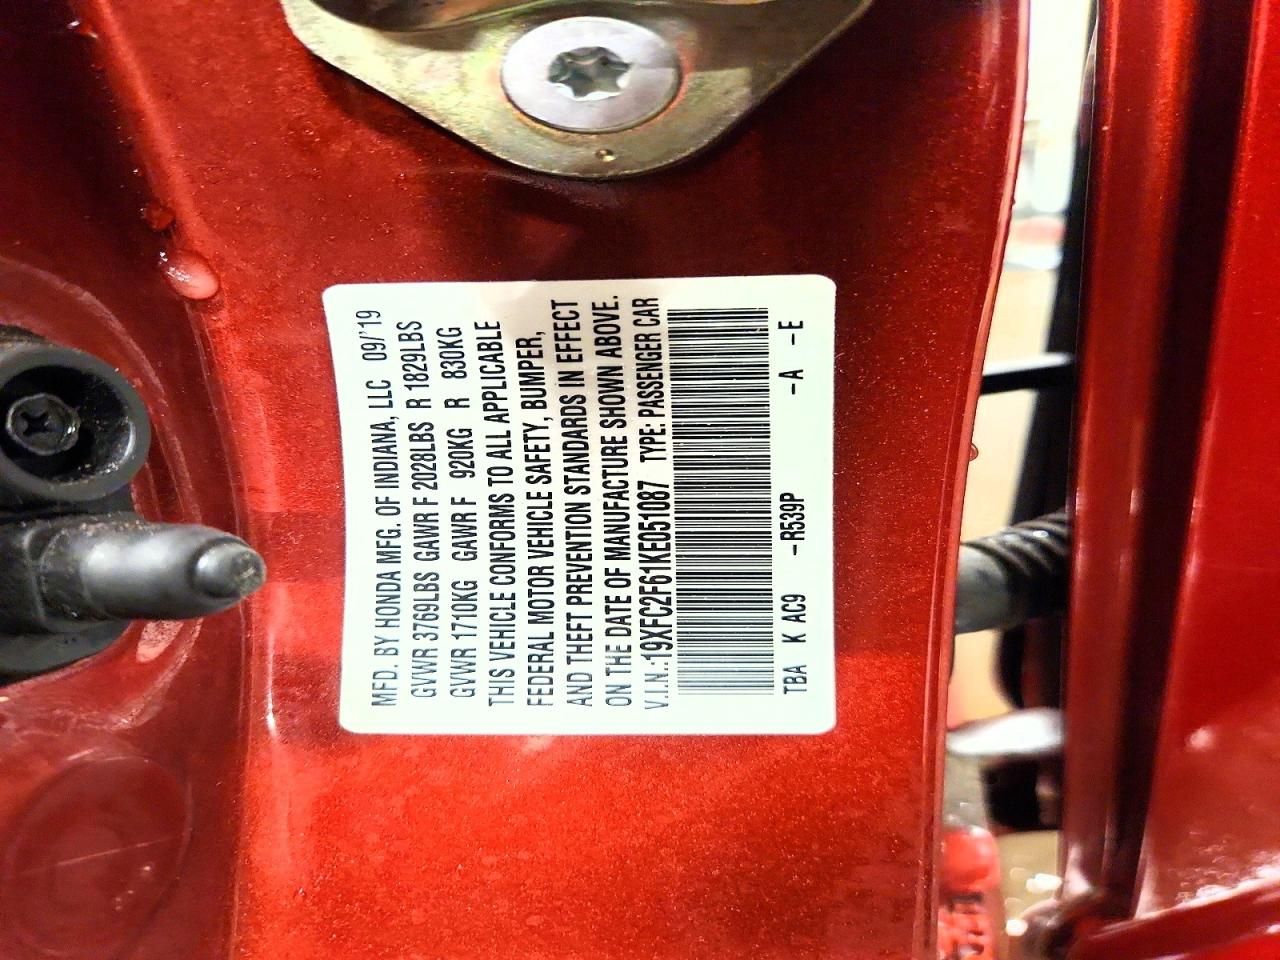 MFD. BY HONDA MFG. OF INDIANA, LLC 09/'19
GVWR 3769LBS GAWR F 2028LBS R 1829LBS
GVWR 1710KG GAWR F 920KG R 830KG
THIS VEHICLE CONFORMS TO ALL APPLICABLE
FEDERAL MOTOR VEHICLE SAFETY, BUMPER,
AND THEFT PREVENTION STANDARDS IN EFFECT
ON THE DATE OF MANUFACTURE SHOWN ABOVE.
V.I.N.:19XFC2F61KE051087 TYPE: PASSENGER CAR
TBA K AC9 -R539P -A -E